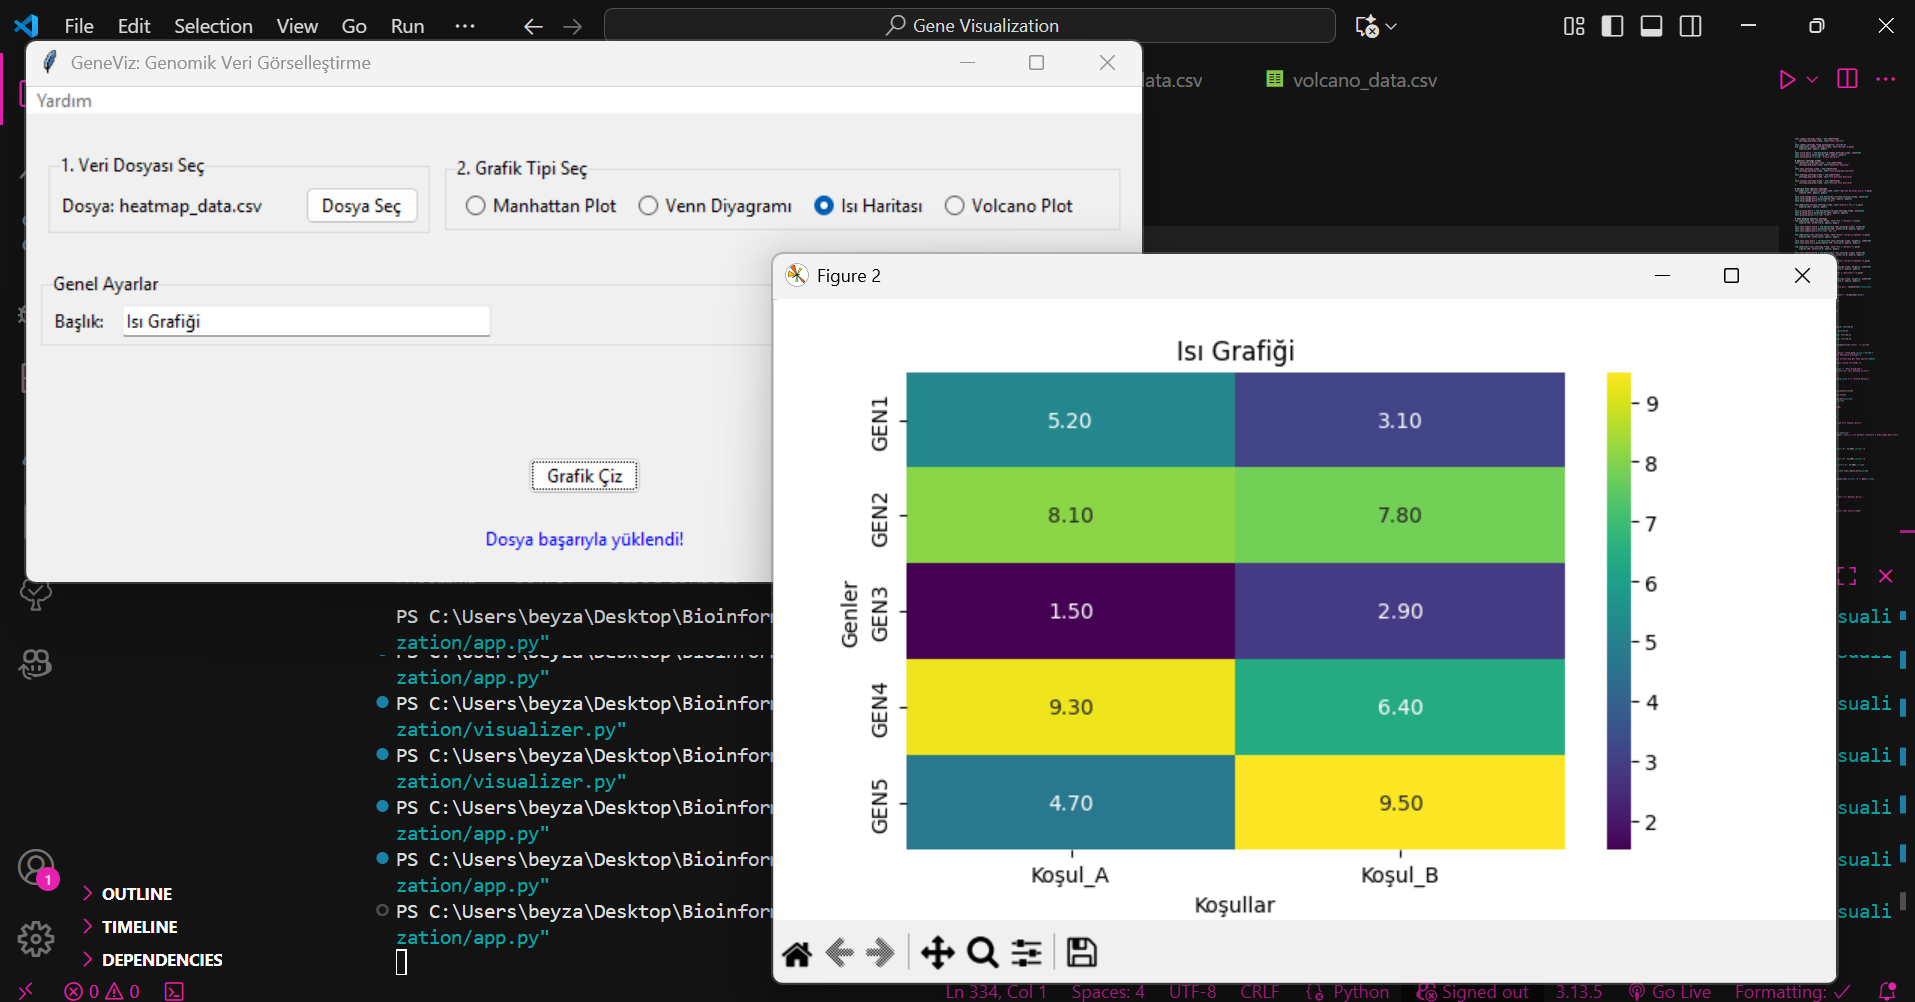 File Edit Selection View Go Run ···
Gene Visualization
GeneViz: Genomik Veri Görselleştirme
Yardım
ata.csv
volcano_data.csv
1. Veri Dosyası Seç
Dosya: heatmap_data.csv
Dosya Seç
2. Grafik Tipi Seç
Manhattan Plot
Venn Diyagramı
Isı Haritası
Volcano Plot
Genel Ayarlar
Başlık: Isı Grafiği
Grafik Çiz
Dosya başarıyla yüklendi!
Figure 2
Isı Grafiği
GEN1 5.20 3.10
GEN2 8.10 7.80
GEN3 1.50 2.90
GEN4 9.30 6.40
GEN5 4.70 9.50
Genler
Koşul_A Koşul_B
Koşullar
9
8
7
6
5
4
3
2
PS C:\Users\beyza\Desktop\Bioinfor suali
zation/app.py"
zation/app.py"
PS C:\Users\beyza\Desktop\Bioinfor suali
zation/visualizer.py"
PS C:\Users\beyza\Desktop\Bioinfor suali
zation/visualizer.py"
PS C:\Users\beyza\Desktop\Bioinfor suali
zation/app.py"
PS C:\Users\beyza\Desktop\Bioinfor suali
zation/app.py"
PS C:\Users\beyza\Desktop\Bioinfor suali
zation/app.py"
1
OUTLINE
TIMELINE
DEPENDENCIES
0 0
Ln 334, Col 1 Spaces: 4 UTF-8 CRLF Python Signed out 3.13.5 Go Live Formatting: